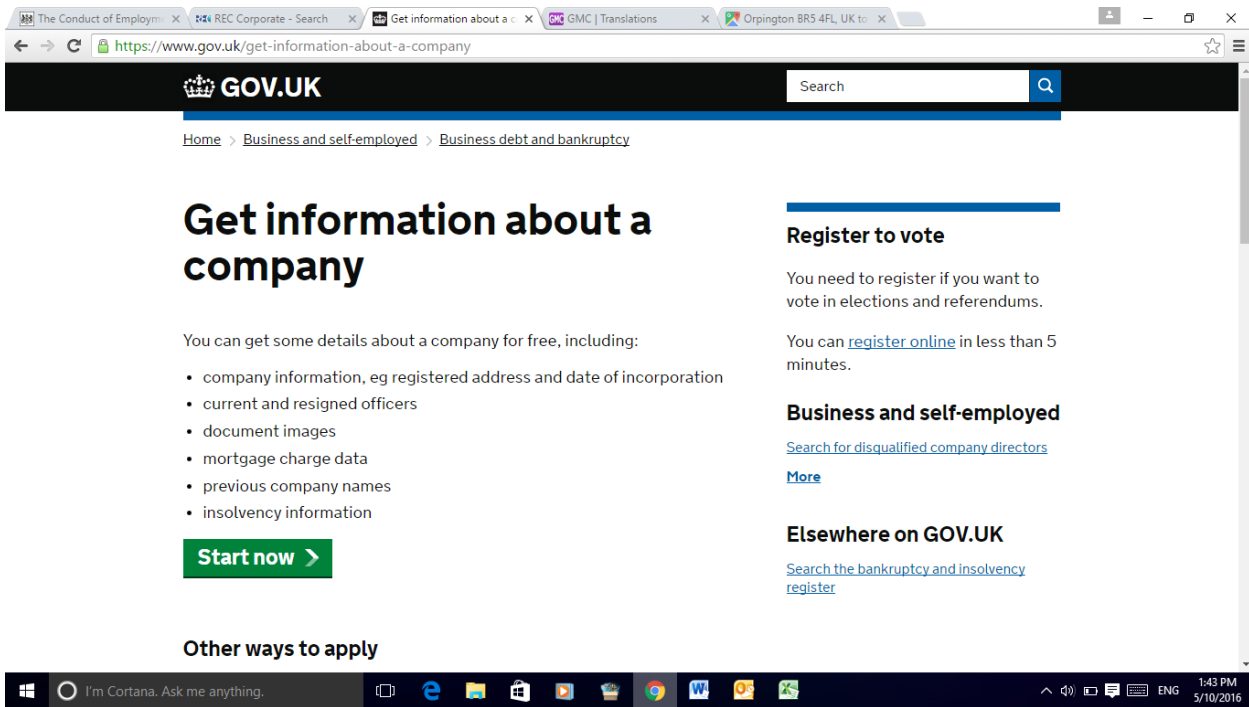 The Conduct of Employm
REC Corporate - Search
Get information about a c
GMC | Translations
Orpington BR5 4FL, UK to
https://www.gov.uk/get-information-about-a-company
GOV.UK
Search
Home > Business and self-employed > Business debt and bankruptcy
Get information about a
company
You can get some details about a company for free, including:
• company information, eg registered address and date of incorporation
• current and resigned officers
• document images
• mortgage charge data
• previous company names
• insolvency information
Start now >
Other ways to apply
Register to vote
You need to register if you want to
vote in elections and referendums.
You can register online in less than 5
minutes.
Business and self-employed
Search for disqualified company directors
More
Elsewhere on GOV.UK
Search the bankruptcy and insolvency
register
I'm Cortana. Ask me anything.
ENG
1:43 PM
5/10/2016